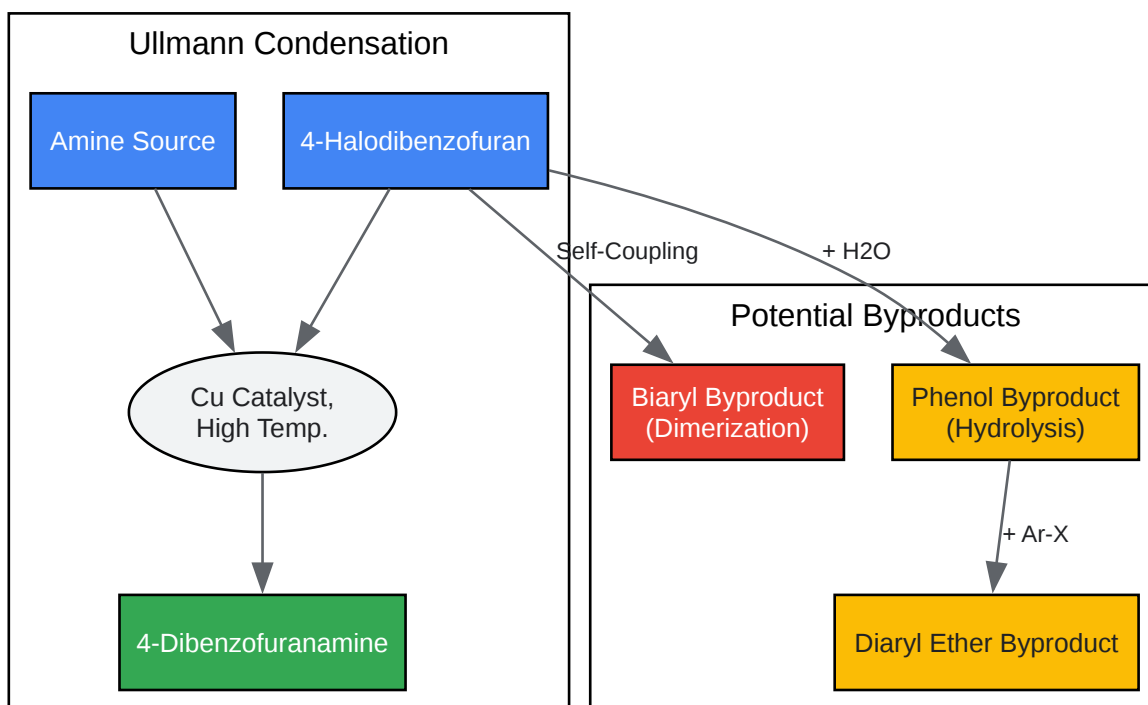 Ullmann Condensation
Amine Source
4-Halodibenzofuran
Self-Coupling
+ H2O
Potential Byproducts
Cu Catalyst,
High Temp.
Biaryl Byproduct
(Dimerization)
Phenol Byproduct
(Hydrolysis)
+ Ar-X
4-Dibenzofuranamine
Diaryl Ether Byproduct